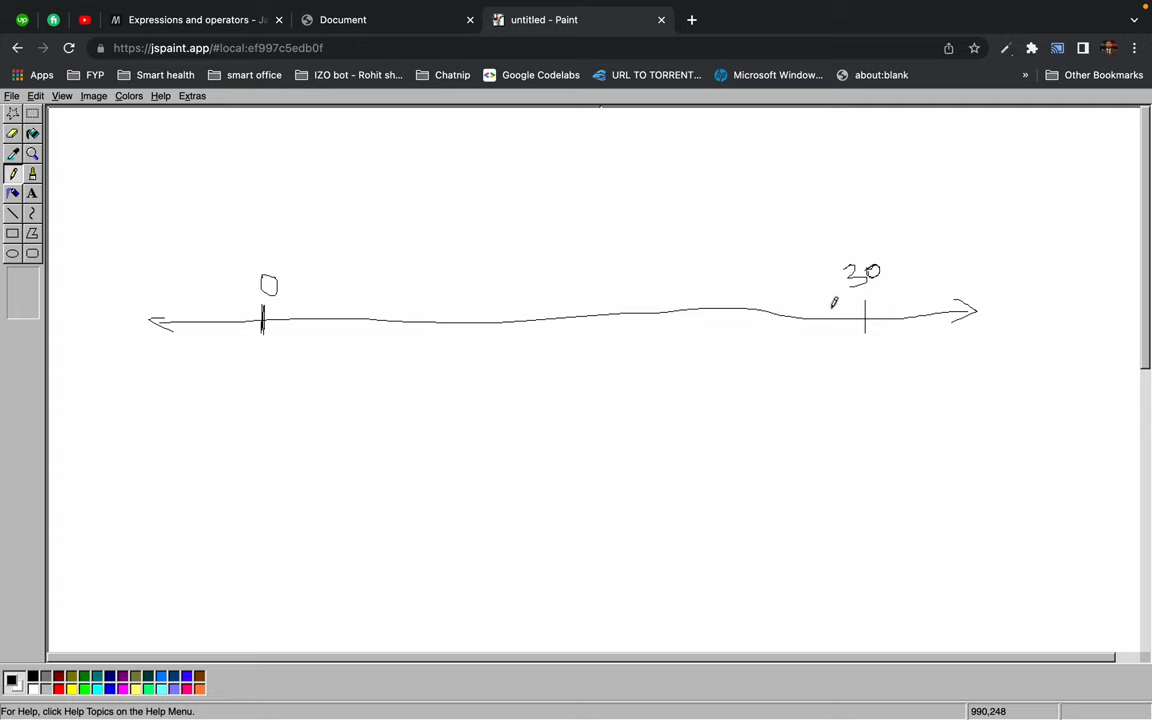 Expressions and operators - Ja
Document
untitled - Paint
https://jspaint.app/#local:ef997c5edb0f
Apps
FYP
Smart health
smart office
IZO bot - Rohit sh...
Chatnip
Google Codelabs
URL TO TORRENT...
Microsoft Window...
about:blank
»
Other Bookmarks
File Edit View Image Colors Help Extras
A
0
30
For Help, click Help Topics on the Help Menu.
990,248